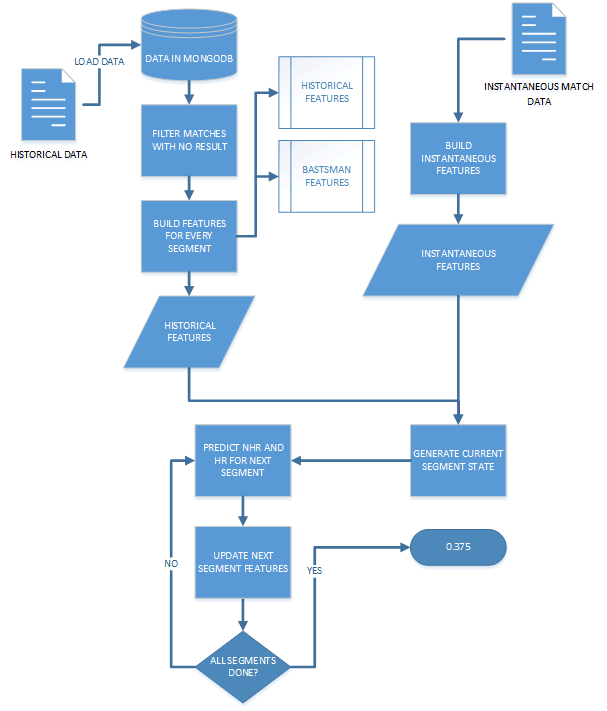 LOAD DATA
DATA IN MONGODB
HISTORICAL DATA
INSTANTANEOUS MATCH
DATA
FILTER MATCHES
WITH NO RESULT
HISTORICAL
FEATURES
BUILD
INSTANTANEOUS
FEATURES
BASTSMAN
FEATURES
BUILD FEATURES
FOR EVERY
SEGMENT
INSTANTANEOUS
FEATURES
HISTORICAL
FEATURES
PREDICT NHR AND
HR FOR NEXT
SEGMENT
GENERATE CURRENT
SEGMENT STATE
UPDATE NEXT
SEGMENT FEATURES
0.375
NO
YES
ALL SEGMENTS
DONE?